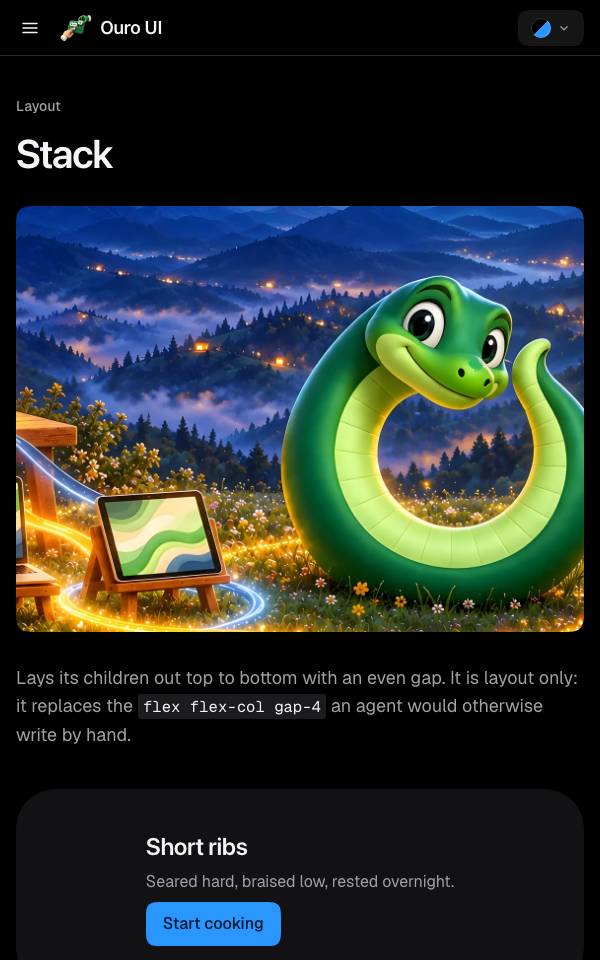 Ouro UI
Layout
Stack
Lays its children out top to bottom with an even gap. It is layout only:
it replaces the flex flex-col gap-4 an agent would otherwise
write by hand.
Short ribs
Seared hard, braised low, rested overnight.
Start cooking